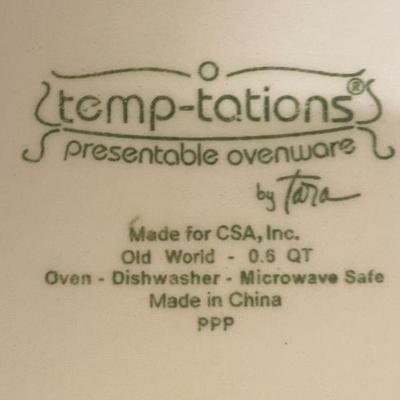 temp-tations®
presentable ovenware
by Tara
Made for CSA, Inc.
Old World - 0.6 QT
Oven - Dishwasher - Microwave Safe
Made in China
PPP